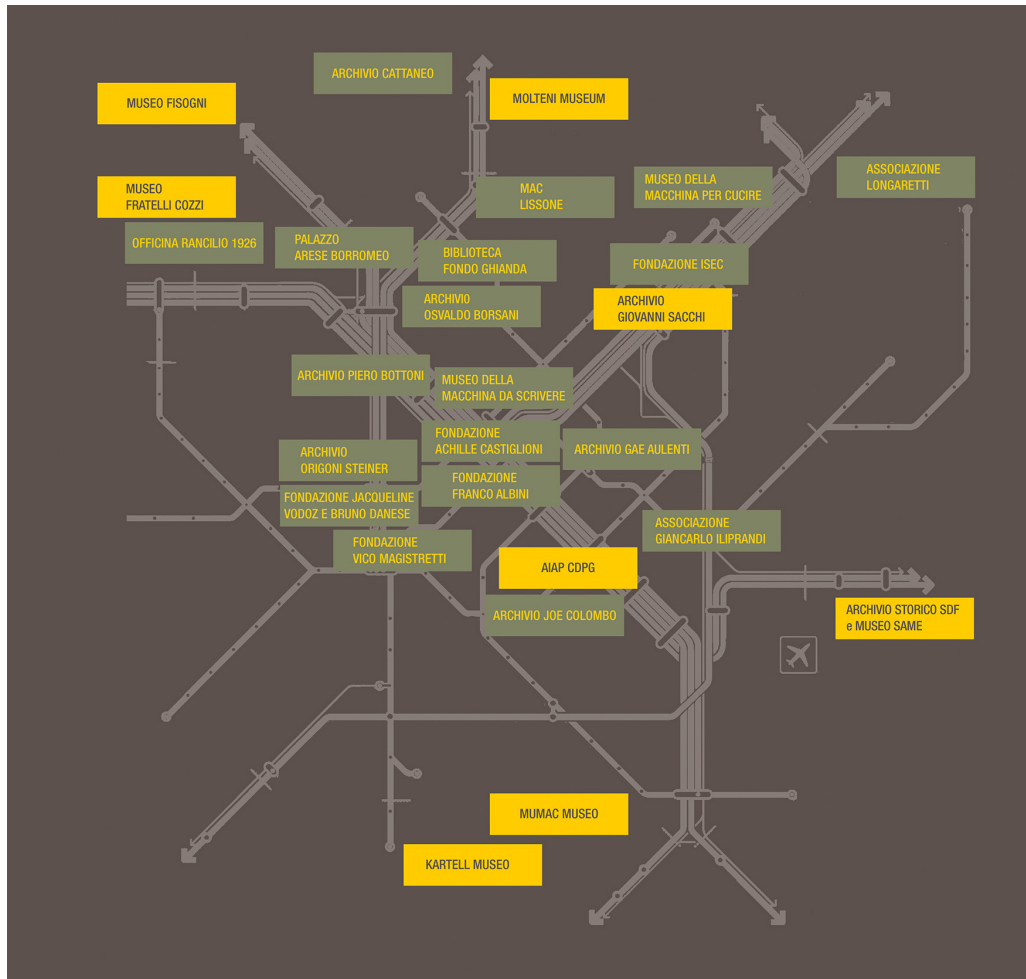 ARCHIVIO CATTANEO
MUSEO FISOGNI
MOLTENI MUSEUM
MUSEO
FRATELLI COZZI
MAC
LISSONE
MUSEO DELLA
MACCHINA PER CUCIRE
ASSOCIAZIONE
LONGARETTI
OFFICINA RANCILIO 1926
PALAZZO
ARESE BORROMEO
BIBLIOTECA
FONDO GHIANDA
FONDAZIONE ISEC
ARCHIVIO
OSVALDO BORSANI
ARCHIVIO
GIOVANNI SACCHI
ARCHIVIO PIERO BOTTONI
MUSEO DELLA
MACCHINA DA SCRIVERE
FONDAZIONE
ACHILLE CASTIGLIONI
ARCHIVIO GAE AULENTI
ARCHIVIO
ORIGONI STEINER
FONDAZIONE
FRANCO ALBINI
FONDAZIONE JACQUELINE
VODOZ E BRUNO DANESE
ASSOCIAZIONE
GIANCARLO ILIPRANDI
FONDAZIONE
VICO MAGISTRETTI
AIAP CDPG
ARCHIVIO JOE COLOMBO
ARCHIVIO STORICO SDF
e MUSEO SAME
MUMAC MUSEO
KARTELL MUSEO